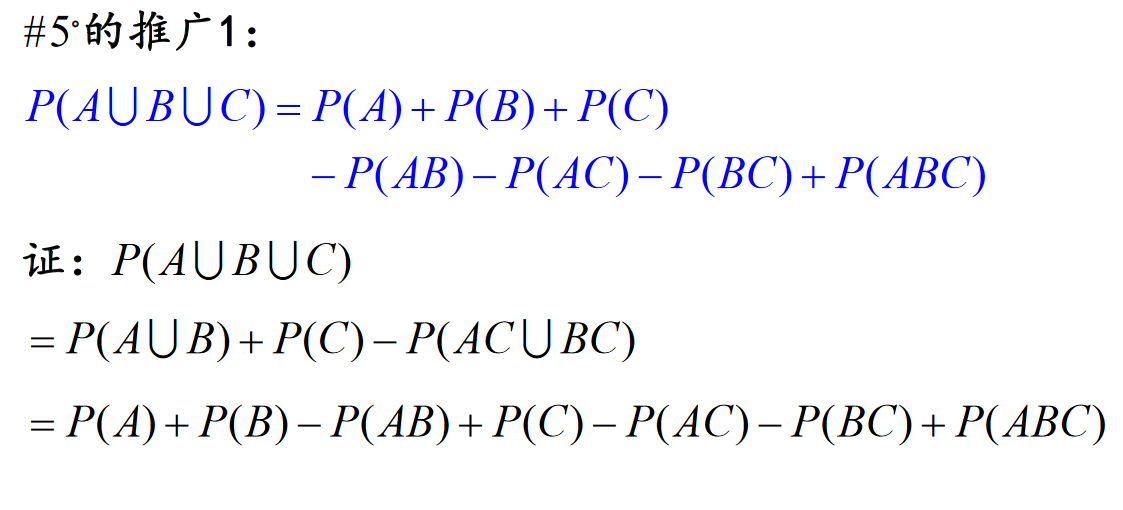 #5°的推广1：
P(A⋃B⋃C)=P(A)+P(B)+P(C)
−P(AB)−P(AC)−P(BC)+P(ABC)
证：P(A⋃B⋃C)
=P(A⋃B)+P(C)−P(AC⋃BC)
=P(A)+P(B)−P(AB)+P(C)−P(AC)−P(BC)+P(ABC)